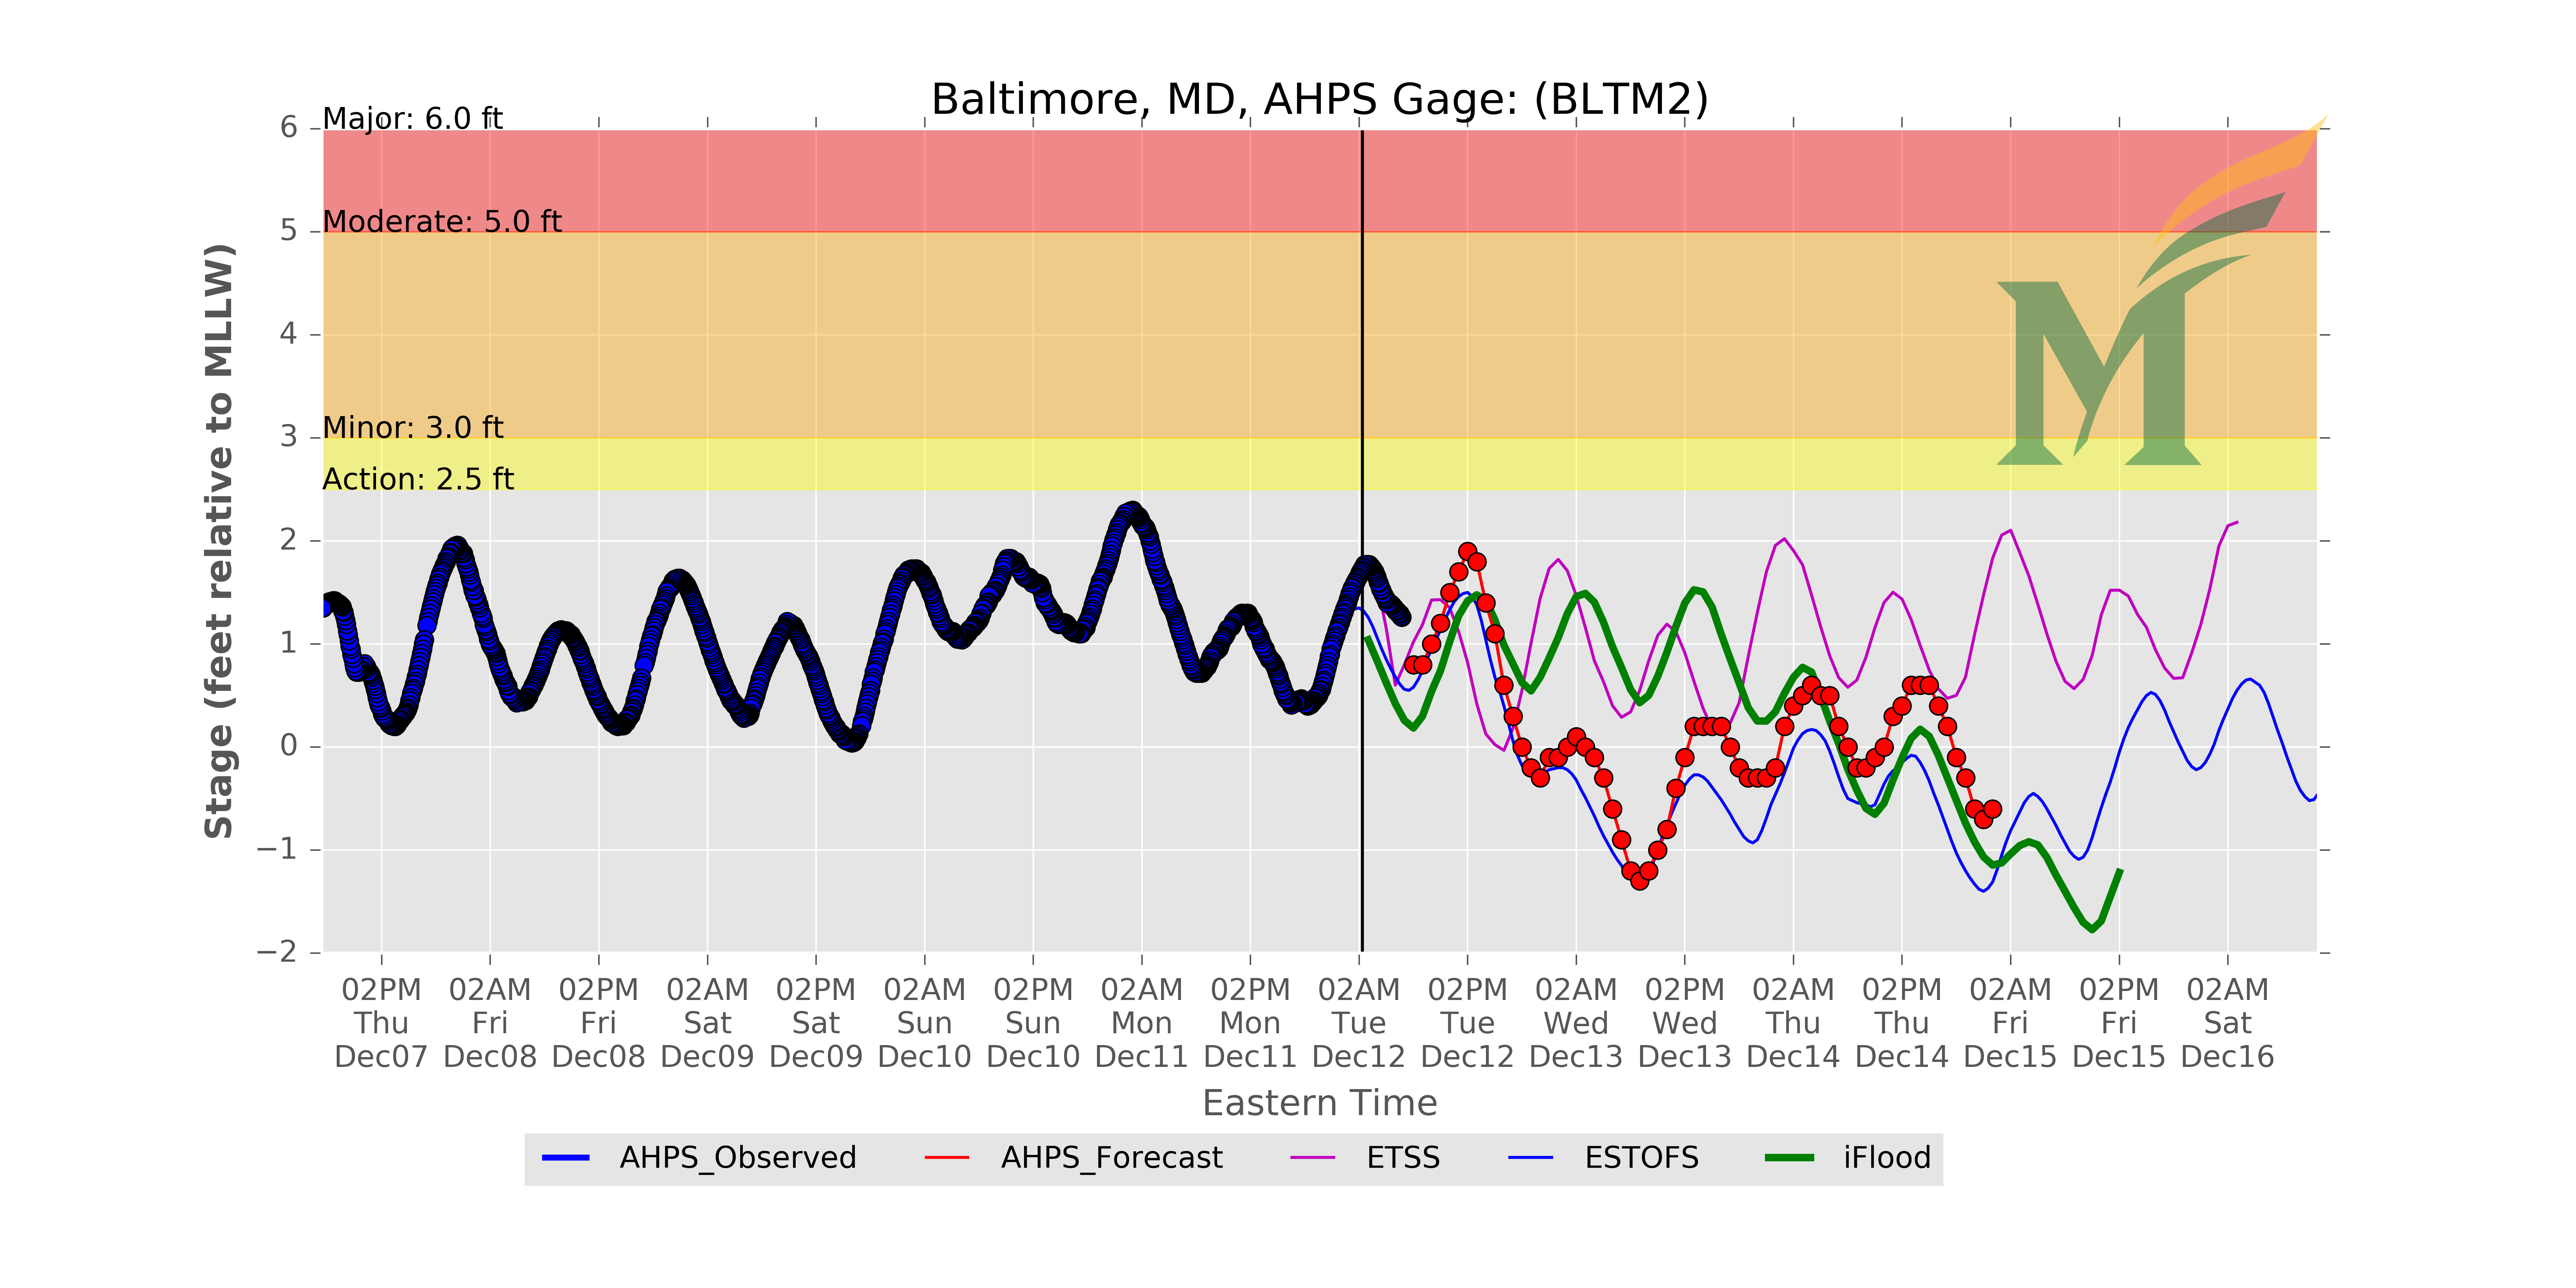 Baltimore, MD, AHPS Gage: (BLTM2)
Major: 6.0 ft
Moderate: 5.0 ft
Minor: 3.0 ft
Action: 2.5 ft
6
5
4
3
2
1
0
−1
−2
Stage (feet relative to MLLW)
M
02PM 02AM 02PM 02AM 02PM 02AM 02PM 02AM 02PM 02AM 02PM 02AM 02PM 02AM 02PM 02AM 02PM 02AM
Thu Fri Fri Sat Sat Sun Sun Mon Mon Tue Tue Wed Wed Thu Thu Fri Fri Sat
Dec07 Dec08 Dec08 Dec09 Dec09 Dec10 Dec10 Dec11 Dec11 Dec12 Dec12 Dec13 Dec13 Dec14 Dec14 Dec15 Dec15 Dec16
Eastern Time
AHPS_Observed AHPS_Forecast ETSS ESTOFS iFlood